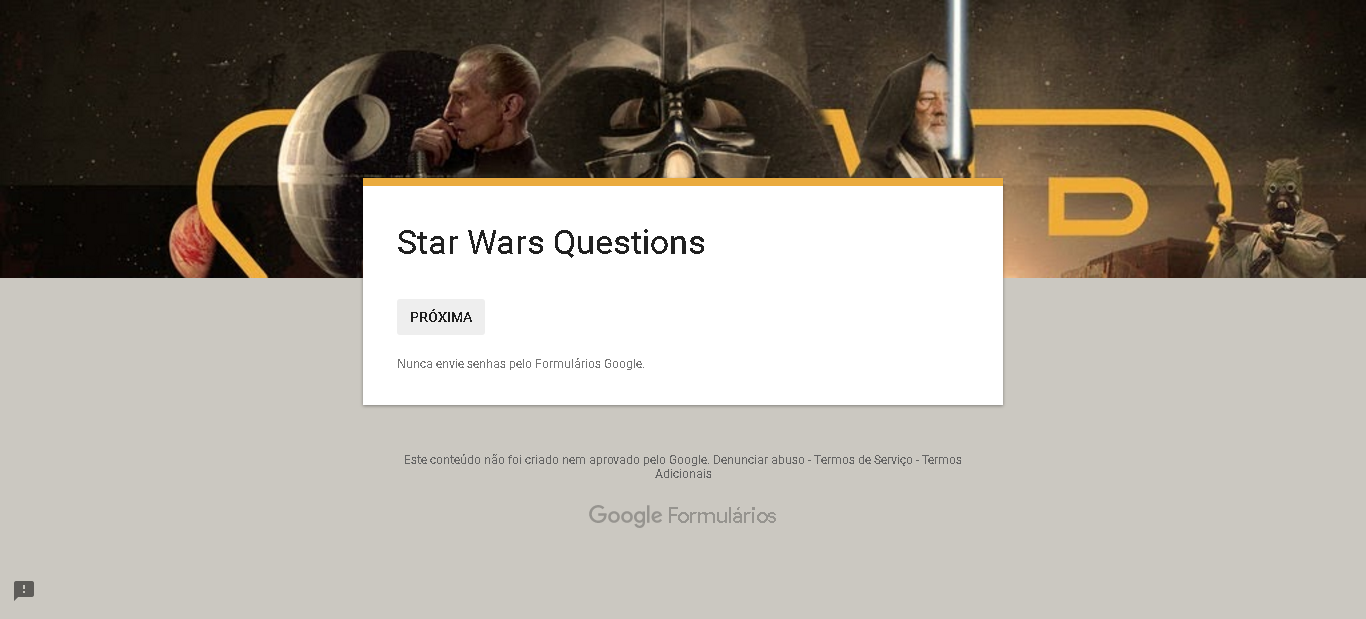 Star Wars Questions
PRÓXIMA
Nunca envie senhas pelo Formulários Google.
Este conteúdo não foi criado nem aprovado pelo Google. Denunciar abuso - Termos de Serviço - Termos
Adicionais
Google Formulários